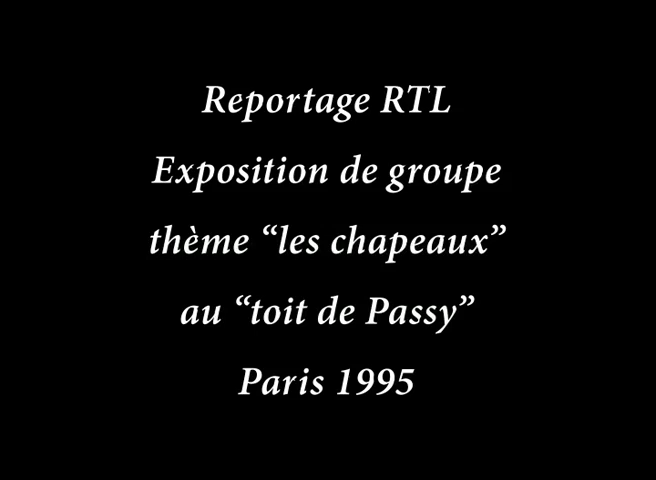 Reportage RTL
Exposition de groupe
thème “les chapeaux”
au “toit de Passy”
Paris 1995